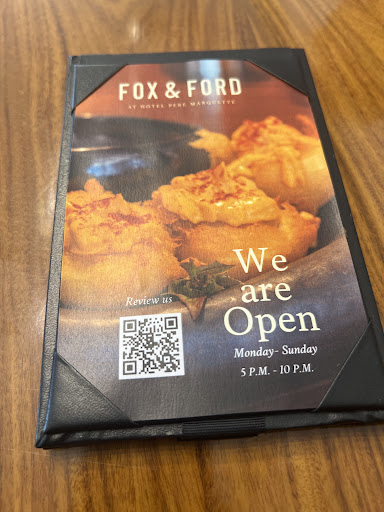 FOX & FORD
AT HOTEL PERE MARQUETTE
We
are
Open
Review us
Monday- Sunday
5 P.M. - 10 P.M.